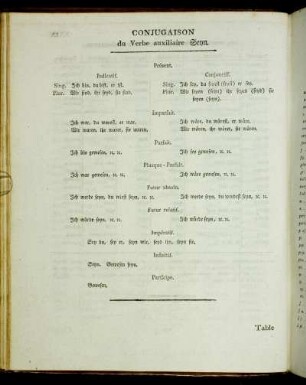 CONJUGAISON
du Verbe auxiliaire Seyn.
Présent.
Indicatif. Conjonctif.
Sing. Ich bin, du bist, er ist. Sing. Ich sey, du seyst (seist) er sey.
Plur. Wir sind, ihr seyd, sie sind. Plur. Wir seyen (seien) ihr seyed (seid) sie
seyen (seyn).
Imparfait.
Ich war, du warest, er war. Ich wäre, du wärest, er wäre.
Wir waren, ihr waret, sie waren. Wir wären, ihr wäret, sie wären.
Parfait.
Ich bin gewesen, u. u. Ich sey gewesen, u. u.
Plusque-Parfait.
Ich war gewesen, u. u. Ich wäre gewesen, u. u.
Futur absolu.
Ich werde seyn, du wirst seyn, u. u. Ich werde seyn, du werdest seyn, u. u.
Futur relatif.
Ich würde seyn, u. u. Ich würde seyn, u. u.
Impératif.
Sey du, sey er, seyn wir, seyd ihr, seyn sie.
Infinitif.
Seyn. Gewesen seyn.
Participe.
Gewesen.
Table